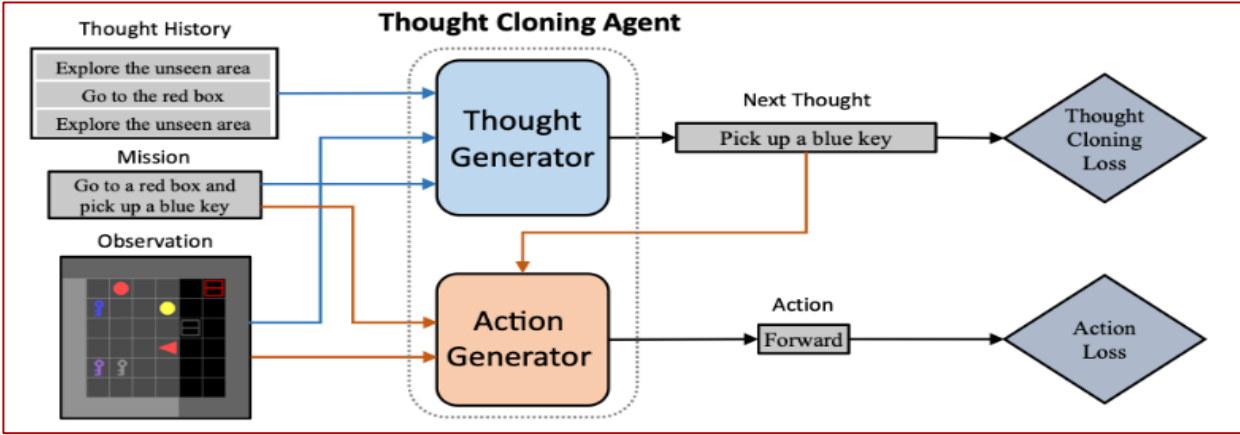 Thought Cloning Agent
Thought History
Explore the unseen area
Go to the red box
Explore the unseen area
Mission
Go to a red box and
pick up a blue key
Observation
Thought
Generator
Action
Generator
Next Thought
Pick up a blue key
Action
Forward
Thought
Cloning
Loss
Action
Loss